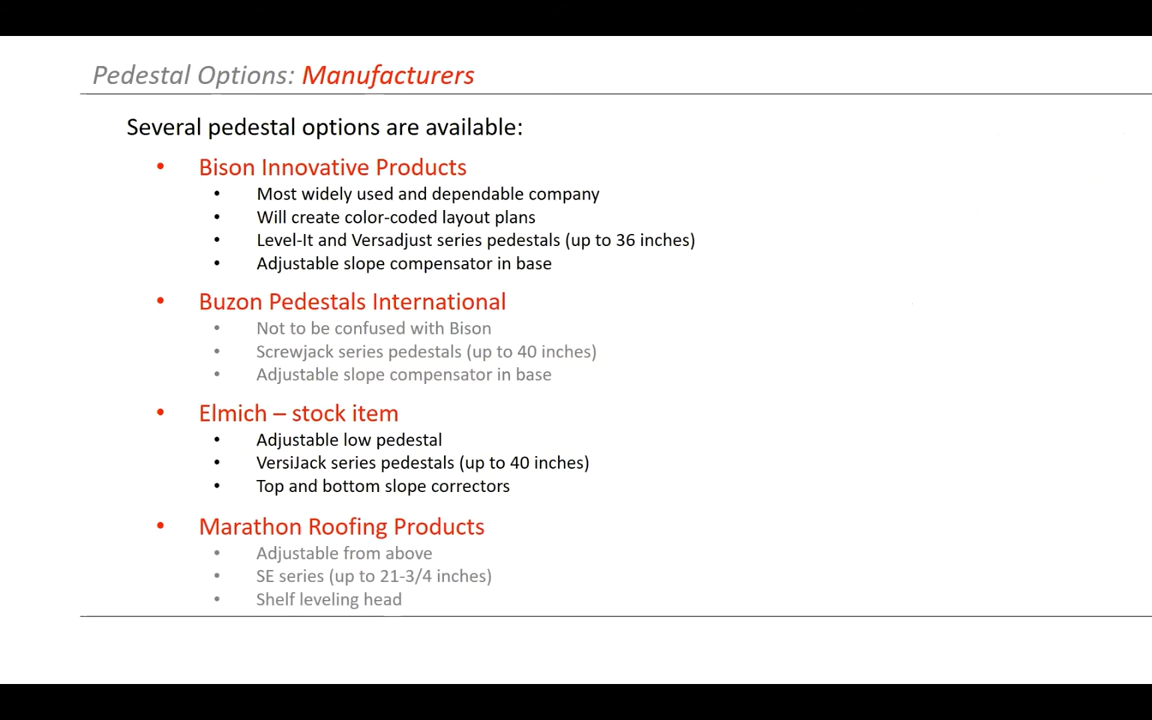 Pedestal Options: Manufacturers
Several pedestal options are available:
• Bison Innovative Products
• Most widely used and dependable company
• Will create color-coded layout plans
• Level-It and Versadjust series pedestals (up to 36 inches)
• Adjustable slope compensator in base
• Buzon Pedestals International
• Not to be confused with Bison
• Screwjack series pedestals (up to 40 inches)
• Adjustable slope compensator in base
• Elmich – stock item
• Adjustable low pedestal
• VersiJack series pedestals (up to 40 inches)
• Top and bottom slope correctors
• Marathon Roofing Products
• Adjustable from above
• SE series (up to 21-3/4 inches)
• Shelf leveling head